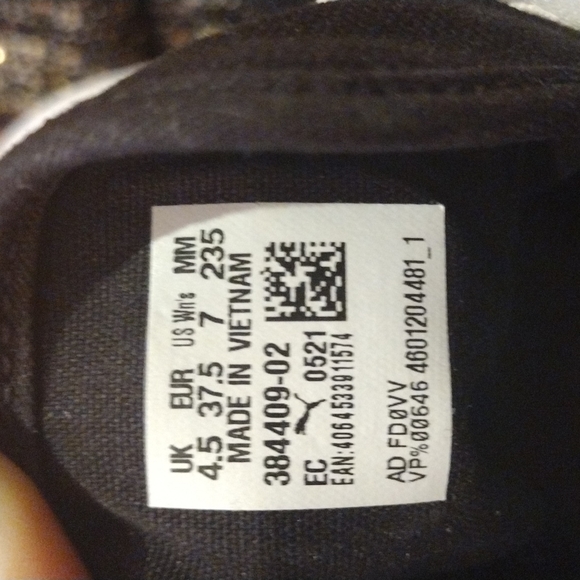 UK EUR US Wn's MM
4.5 37.5 7 235
MADE IN VIETNAM
384409-02
EC 0521
EAN:4064533911574
AD FD0VV
VP%00646 4601204481_1